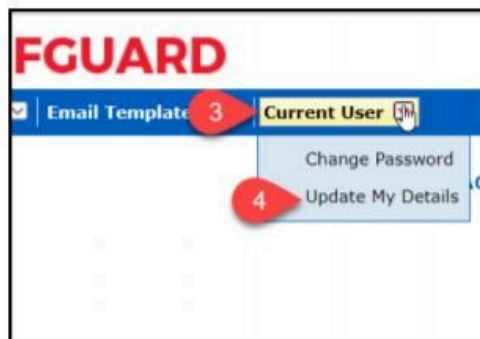 FGUARD
Email Template 3 Current User
Change Password
4 Update My Details